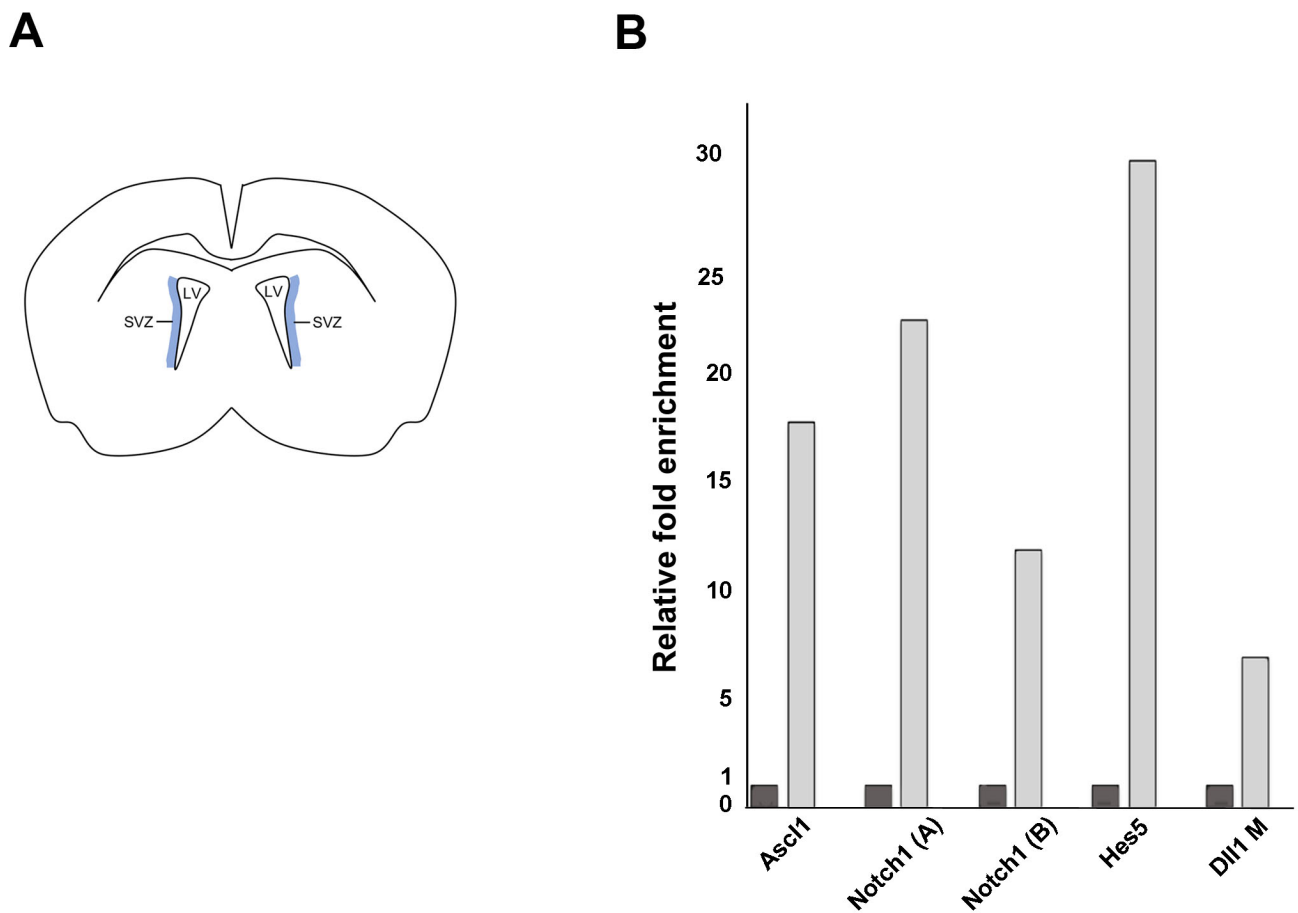 A
B
LV
LV
SVZ
SVZ
Relative fold enrichment
30
25
20
15
10
5
1
0
Ascl1
Notch1 (A)
Notch1 (B)
Hes5
Dll1 M